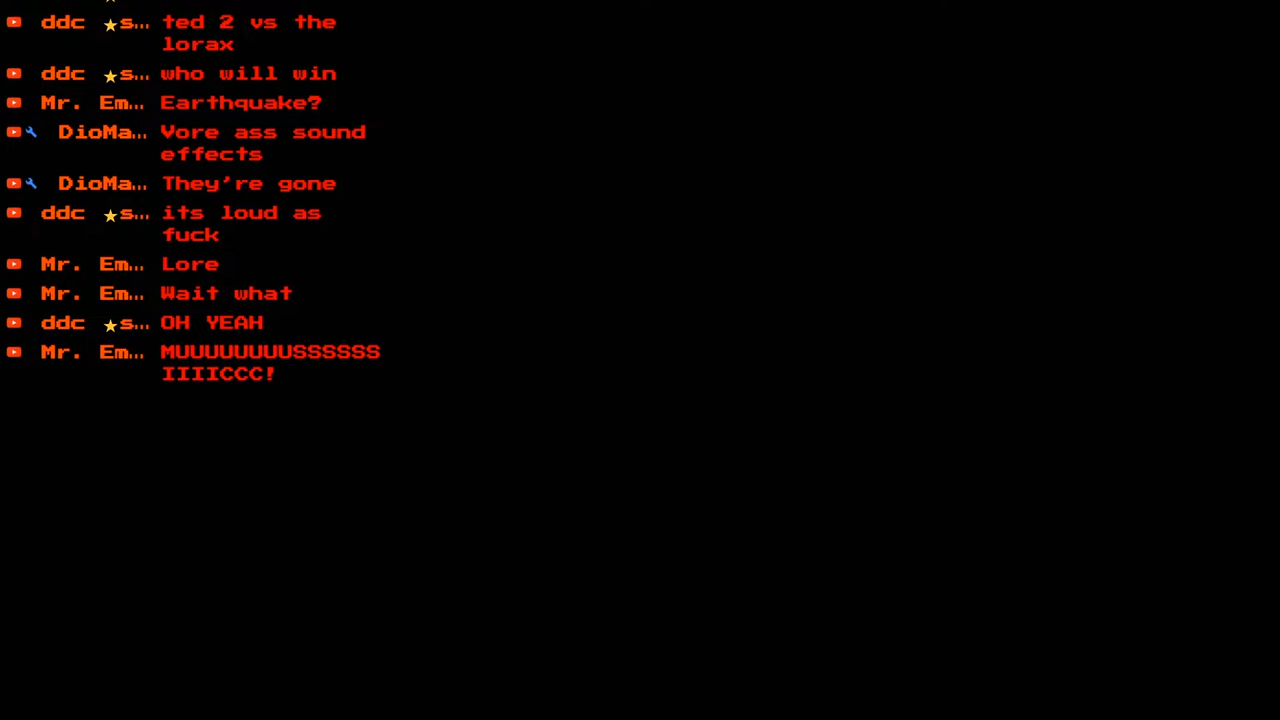 ddc ★s… ted 2 vs the
lorax
ddc ★s… who will win
Mr. Em… Earthquake?
DioMa… Vore ass sound
effects
DioMa… They're gone
ddc ★s… its loud as
fuck
Mr. Em… Lore
Mr. Em… Wait what
ddc ★s… OH YEAH
Mr. Em… MUUUUUUUUSSSSSS
IIIICCC!